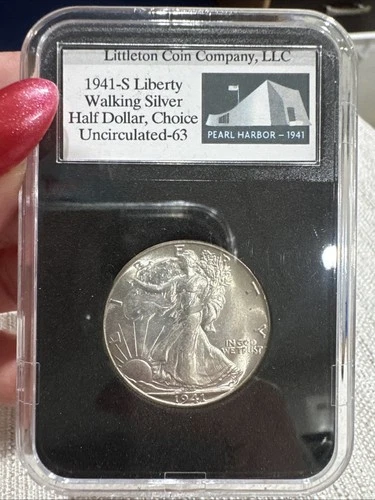 Littleton Coin Company, LLC
1941-S Liberty
Walking Silver
Half Dollar, Choice
Uncirculated-63
PEARL HARBOR – 1941
LIBERTY
IN GOD
WE TRUST
1941